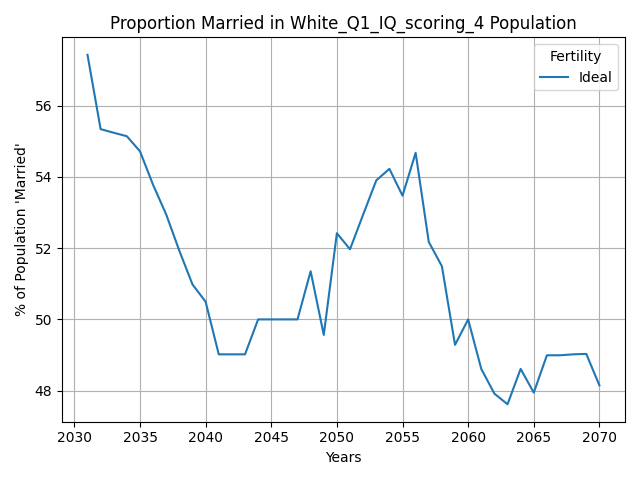 Proportion Married in White_Q1_IQ_scoring_4 Population
Fertility
Ideal
% of Population 'Married'
56
54
52
50
48
2030 2035 2040 2045 2050 2055 2060 2065 2070
Years